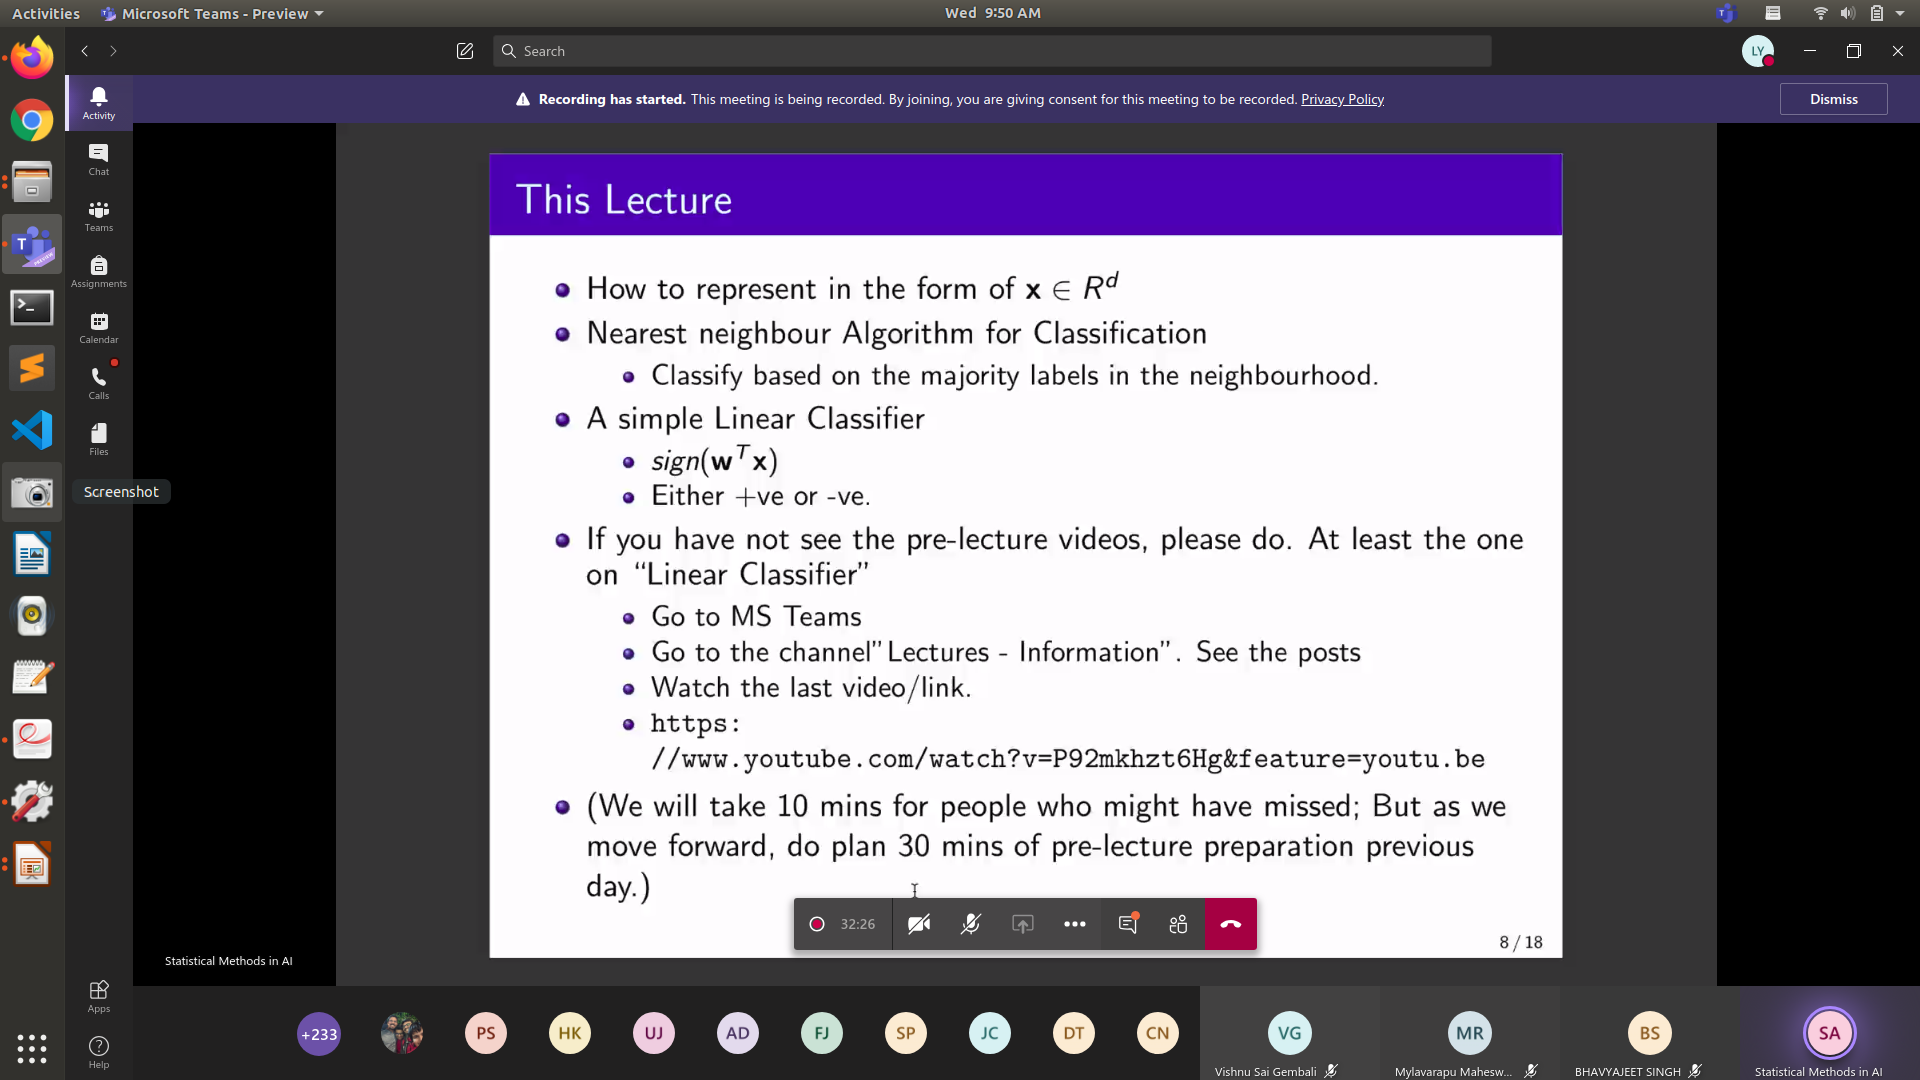 Activities
Microsoft Teams - Preview
Wed 9:50 AM
Search
LY
Recording has started. This meeting is being recorded. By joining, you are giving consent for this meeting to be recorded. Privacy Policy
Dismiss
Activity
Chat
Teams
Assignments
Calendar
Calls
Files
Screenshot
Apps
Help
This Lecture
How to represent in the form of x ∈ R^d
Nearest neighbour Algorithm for Classification
Classify based on the majority labels in the neighbourhood.
A simple Linear Classifier
sign(w^T x)
Either +ve or -ve.
If you have not see the pre-lecture videos, please do. At least the one
on “Linear Classifier”
Go to MS Teams
Go to the channel”Lectures - Information”. See the posts
Watch the last video/link.
https:
//www.youtube.com/watch?v=P92mkhzt6Hg&feature=youtu.be
(We will take 10 mins for people who might have missed; But as we
move forward, do plan 30 mins of pre-lecture preparation previous
day.)
32:26
8 / 18
Statistical Methods in AI
+233
PS
HK
UJ
AD
FJ
SP
JC
DT
CN
VG
MR
BS
SA
Vishnu Sai Gembali
Mylavarapu Mahesw...
BHAVYAJEET SINGH
Statistical Methods in AI